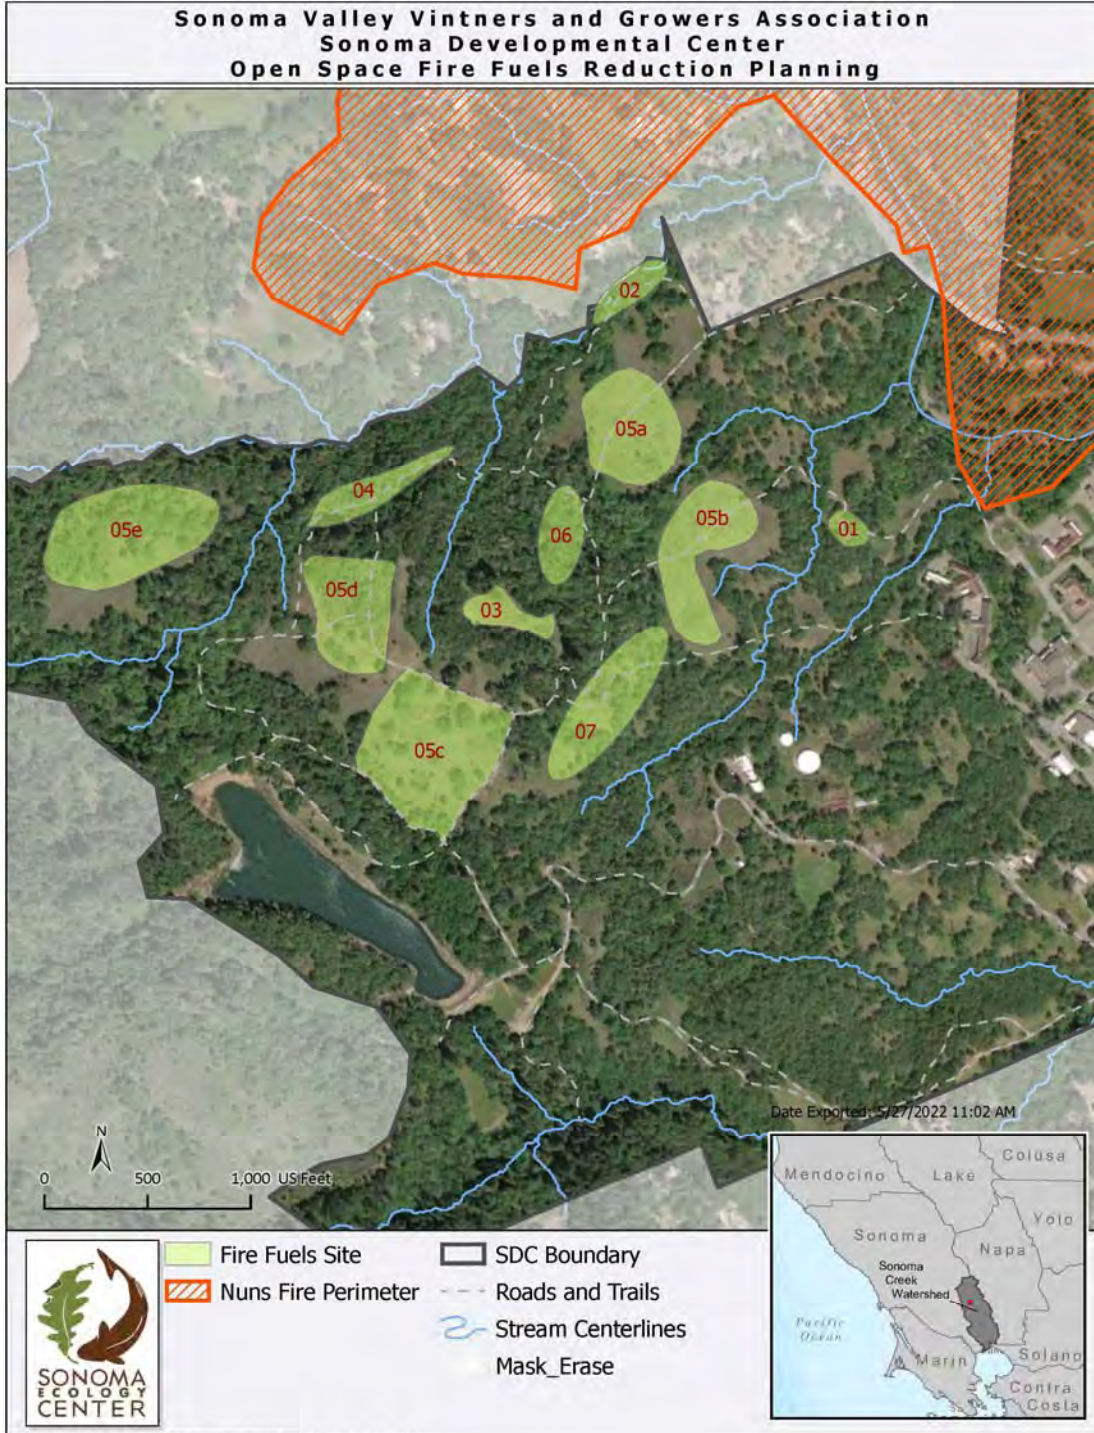 Sonoma Valley Vintners and Growers Association
Sonoma Developmental Center
Open Space Fire Fuels Reduction Planning
02
05a
04
05e
05b
06
01
05d
03
07
05c
Date Exported: 5/27/2022 11:02 AM
N
0 500 1,000 US Feet
Mendocino
Lake
Colusa
Yolo
Sonoma
Napa
Sonoma
Creek
Watershed
Pacific
Ocean
Marin
Solano
Contra
Costa
SONOMA
ECOLOGY
CENTER
Fire Fuels Site
Nuns Fire Perimeter
SDC Boundary
Roads and Trails
Stream Centerlines
Mask_Erase